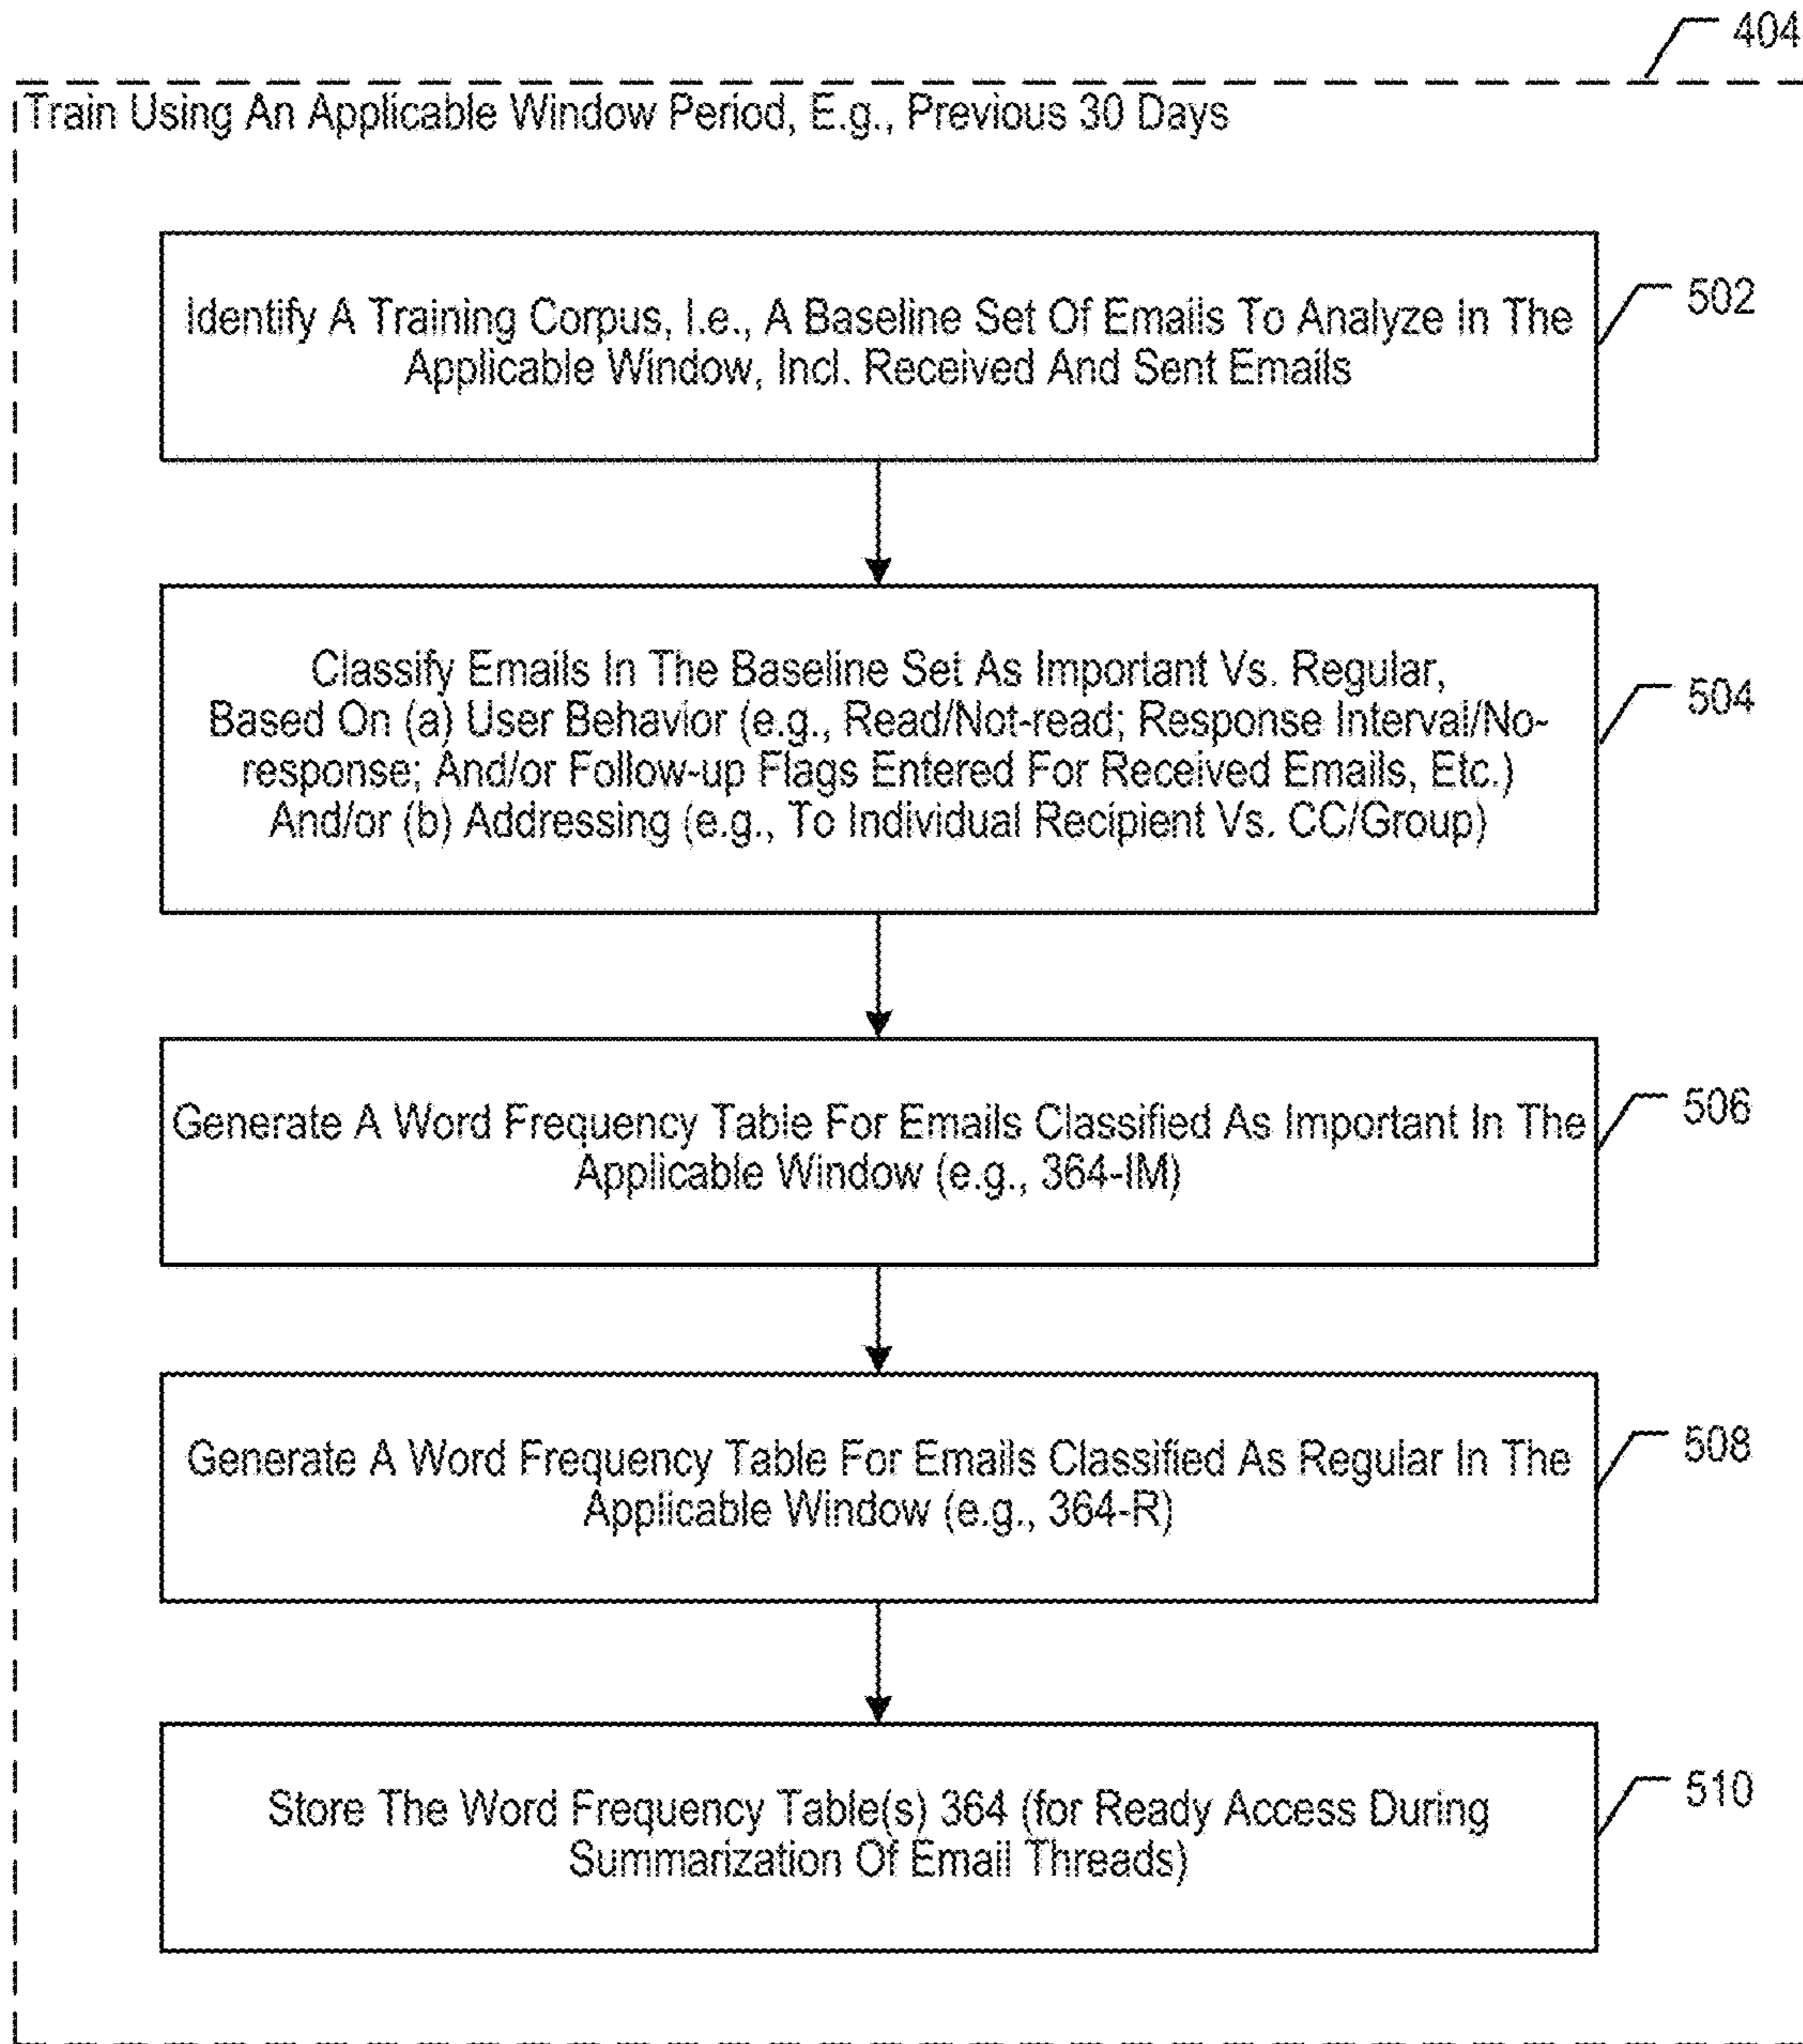 404
Train Using An Applicable Window Period, E.g., Previous 30 Days
Identify A Training Corpus, I.e., A Baseline Set Of Emails To Analyze In The
Applicable Window, Incl. Received And Sent Emails
502
Classify Emails In The Baseline Set As Important Vs. Regular,
Based On (a) User Behavior (e.g., Read/Not-read; Response Interval/No-
response; And/or Follow-up Flags Entered For Received Emails, Etc.)
And/or (b) Addressing (e.g., To Individual Recipient Vs. CC/Group)
504
Generate A Word Frequency Table For Emails Classified As Important In The
Applicable Window (e.g., 364-IM)
506
Generate A Word Frequency Table For Emails Classified As Regular In The
Applicable Window (e.g., 364-R)
508
Store The Word Frequency Table(s) 364 (for Ready Access During
Summarization Of Email Threads)
510